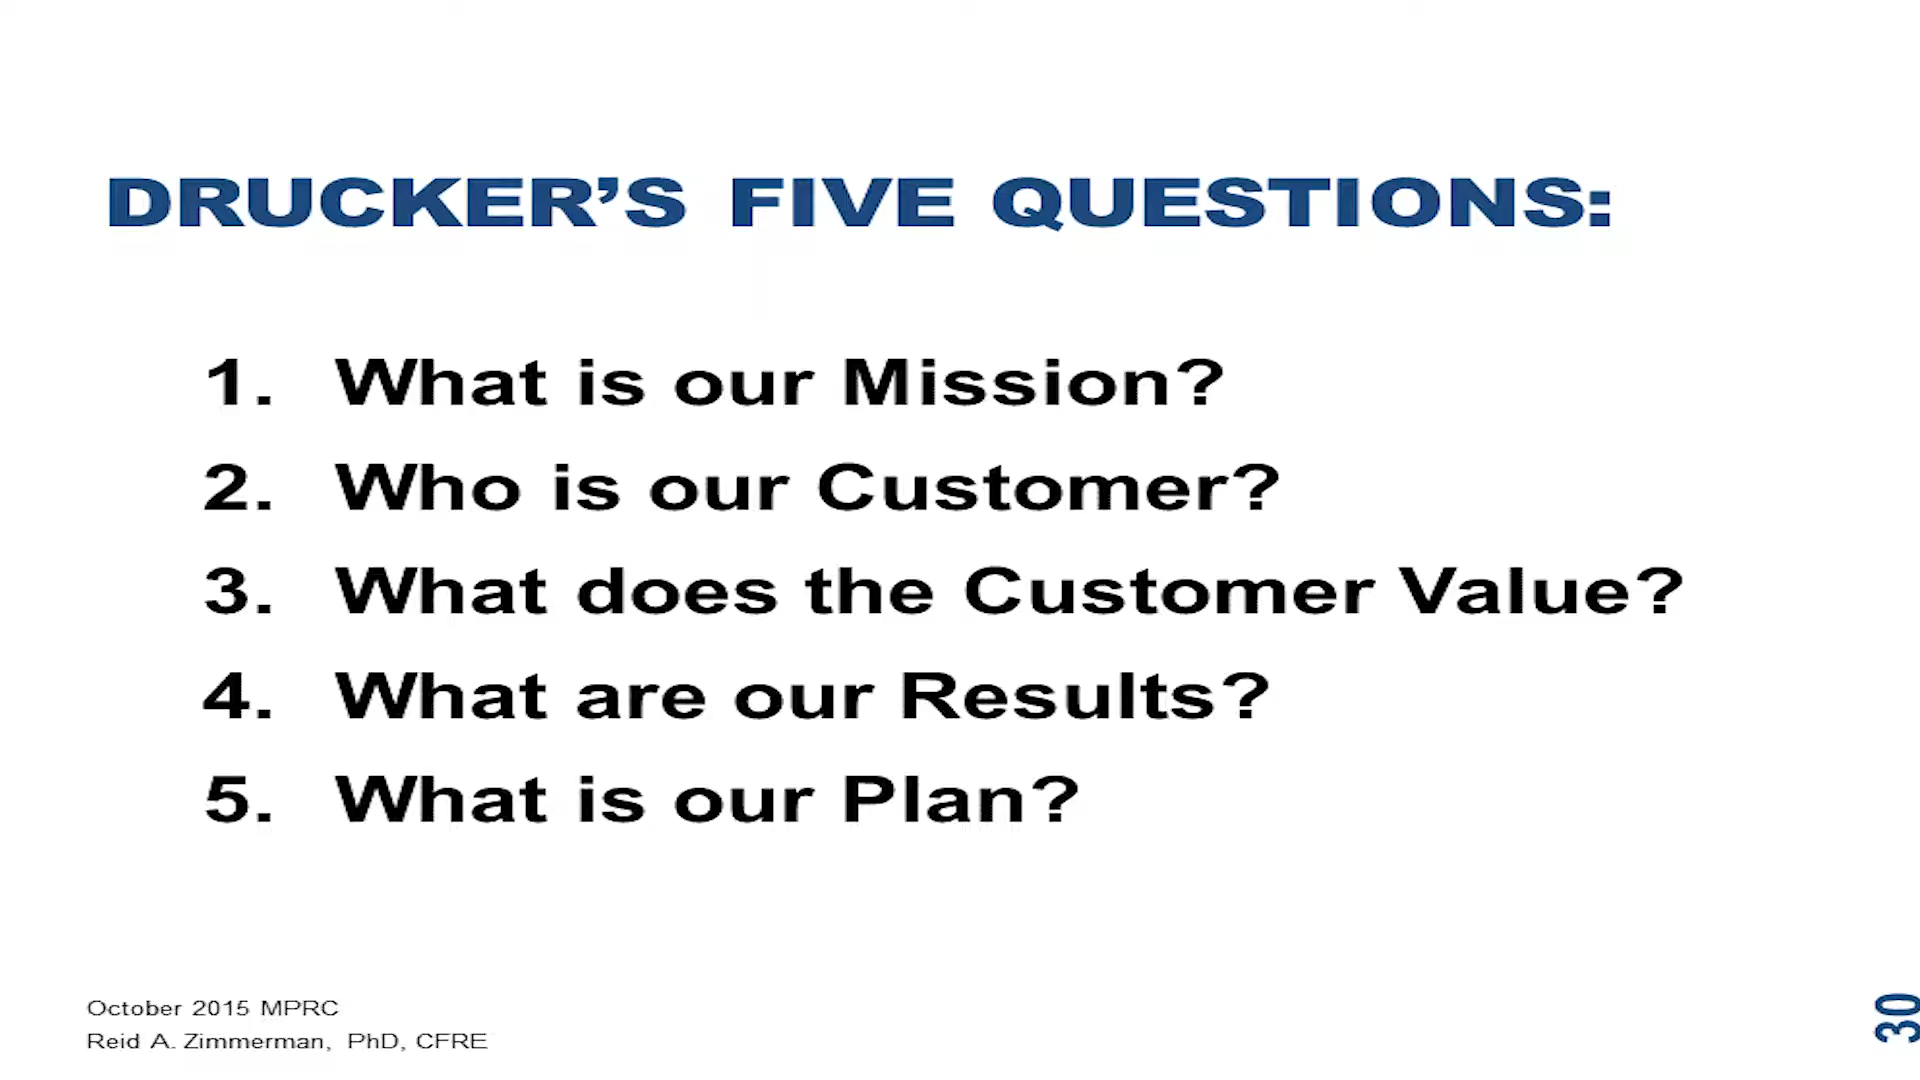 DRUCKER’S FIVE QUESTIONS:
1. What is our Mission?
2. Who is our Customer?
3. What does the Customer Value?
4. What are our Results?
5. What is our Plan?
October 2015 MPRC
Reid A. Zimmerman, PhD, CFRE
30